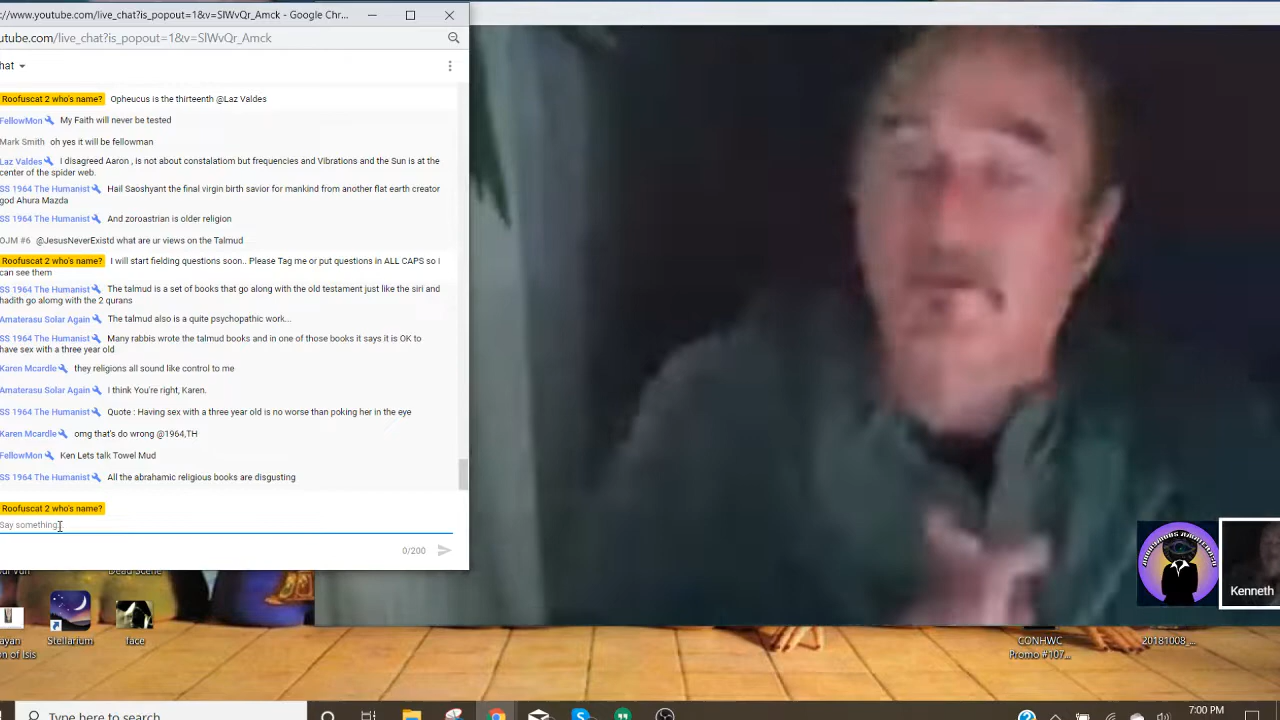 ://www.youtube.com/live_chat?is_popout=1&v=SlWvQr_Amck - Google Chr...
utube.com/live_chat?is_popout=1&v=SlWvQr_Amck
hat
Roofuscat 2 who's name? Opheucus is the thirteenth @Laz Valdes
FellowMon My Faith will never be tested
Mark Smith oh yes it will be fellowman
Laz Valdes I disagreed Aaron , is not about constalatiom but frequencies and Vibrations and the Sun is at the
center of the spider web.
SS 1964 The Humanist Hail Saoshyant the final virgin birth savior for mankind from another flat earth creator
god Ahura Mazda
SS 1964 The Humanist And zoroastrian is older religion
OJM #6 @JesusNeverExistd what are ur views on the Talmud
Roofuscat 2 who's name? I will start fielding questions soon.. Please Tag me or put questions in ALL CAPS so I
can see them
SS 1964 The Humanist The talmud is a set of books that go along with the old testament just like the siri and
hadith go alomg with the 2 qurans
Amaterasu Solar Again The talmud also is a quite psychopathic work...
SS 1964 The Humanist Many rabbis wrote the talmud books and in one of those books it says it is OK to
have sex with a three year old
Karen Mcardle they religions all sound like control to me
Amaterasu Solar Again I think You're right, Karen.
SS 1964 The Humanist Quote : Having sex with a three year old is no worse than poking her in the eye
Karen Mcardle omg that's do wrong @1964,TH
FellowMon Ken Lets talk Towel Mud
SS 1964 The Humanist All the abrahamic religious books are disgusting
Roofuscat 2 who's name?
Say something
0/200
Dead Scene
ayan
on of Isis
Stellarium
face
Kenneth
CONHWC
Promo #107...
20181008_...
Type here to search
7:00 PM